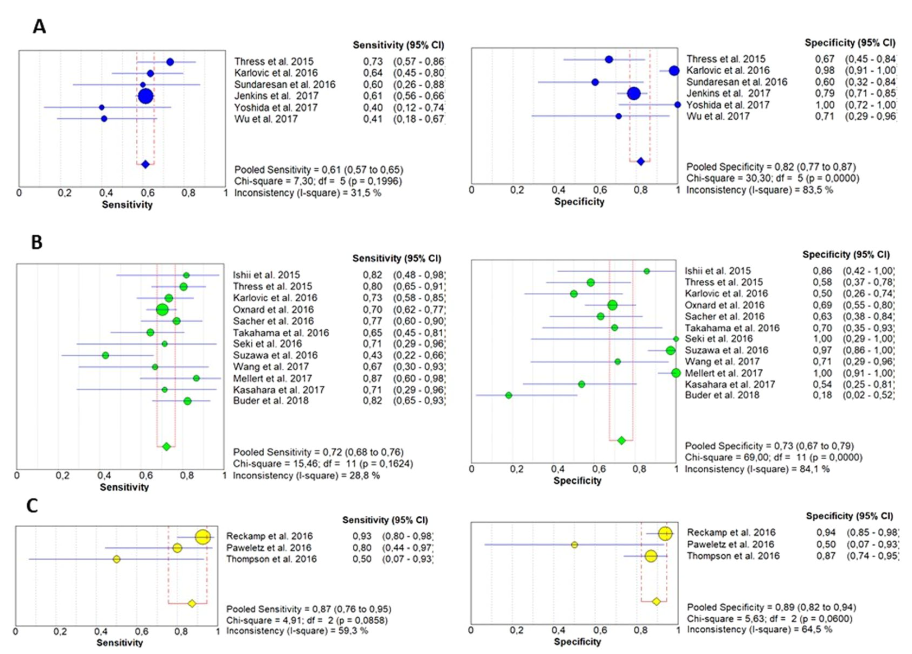 A
Sensitivity (95% CI)
Thress et al. 2015 0,73 (0,57 - 0,86
Karlovic et al. 2016 0,64 (0,45 - 0,80
Sundaresan et al. 2016 0,60 (0,26 - 0,88
Jenkins et al. 2017 0,61 (0,56 - 0,66
Yoshida et al. 2017 0,40 (0,12 - 0,74
Wu et al. 2017 0,41 (0,18 - 0,67
Pooled Sensitivity = 0,61 (0,57 to 0,65)
Chi-square = 7,30; df = 5 (p = 0,1996)
Inconsistency (I-square) = 31,5 %
0 0,2 0,4 0,6 0,8 1
Sensitivity
Specificity (95% CI)
Thress et al. 2015 0,67 (0,45 - 0,84
Karlovic et al. 2016 0,98 (0,91 - 1,00
Sundaresan et al. 2016 0,60 (0,32 - 0,84
Jenkins et al. 2017 0,79 (0,71 - 0,85
Yoshida et al. 2017 1,00 (0,72 - 1,00
Wu et al. 2017 0,71 (0,29 - 0,96
Pooled Specificity = 0,82 (0,77 to 0,87)
Chi-square = 30,30; df = 5 (p = 0,0000)
Inconsistency (I-square) = 83,5 %
0 0,2 0,4 0,6 0,8 1
Specificity
B
Sensitivity (95% CI)
Ishii et al. 2015 0,82 (0,48 - 0,98)
Thress et al. 2015 0,80 (0,65 - 0,91)
Karlovic et al. 2016 0,73 (0,58 - 0,85)
Oxnard et al. 2016 0,70 (0,62 - 0,77)
Sacher et al. 2016 0,77 (0,60 - 0,90)
Takahama et al. 2016 0,65 (0,45 - 0,81)
Seki et al. 2016 0,71 (0,29 - 0,96)
Suzawa et al. 2016 0,43 (0,22 - 0,66)
Wang et al. 2017 0,67 (0,30 - 0,93)
Mellert et al. 2017 0,87 (0,60 - 0,98)
Kasahara et al. 2017 0,71 (0,29 - 0,96)
Buder et al. 2018 0,82 (0,65 - 0,93)
Pooled Sensitivity = 0,72 (0,68 to 0,76)
Chi-square = 15,46; df = 11 (p = 0,1624)
Inconsistency (I-square) = 28,8 %
0 0,2 0,4 0,6 0,8 1
Sensitivity
Specificity (95% CI)
Ishii et al. 2015 0,86 (0,42 - 1,00)
Thress et al. 2015 0,58 (0,37 - 0,78)
Karlovic et al. 2016 0,50 (0,26 - 0,74)
Oxnard et al. 2016 0,69 (0,55 - 0,80)
Sacher et al. 2016 0,63 (0,38 - 0,84)
Takahama et al. 2016 0,70 (0,35 - 0,93)
Seki et al. 2016 1,00 (0,29 - 1,00)
Suzawa et al. 2016 0,97 (0,86 - 1,00)
Wang et al. 2017 0,71 (0,29 - 0,96)
Mellert et al. 2017 1,00 (0,91 - 1,00)
Kasahara et al. 2017 0,54 (0,25 - 0,81)
Buder et al. 2018 0,18 (0,02 - 0,52)
Pooled Specificity = 0,73 (0,67 to 0,79)
Chi-square = 69,00; df = 11 (p = 0,0000)
Inconsistency (I-square) = 84,1 %
0 0,2 0,4 0,6 0,8 1
Specificity
C
Sensitivity (95% CI)
Reckamp et al. 2016 0,93 (0,80 - 0,98)
Paweletz et al. 2016 0,80 (0,44 - 0,97)
Thompson et al. 2016 0,50 (0,07 - 0,93)
Pooled Sensitivity = 0,87 (0,76 to 0,95)
Chi-square = 4,91; df = 2 (p = 0,0858)
Inconsistency (I-square) = 59,3 %
0 0,2 0,4 0,6 0,8 1
Sensitivity
Specificity (95% CI)
Reckamp et al. 2016 0,94 (0,85 - 0,98)
Paweletz et al. 2016 0,50 (0,07 - 0,93)
Thompson et al. 2016 0,87 (0,74 - 0,95)
Pooled Specificity = 0,89 (0,82 to 0,94)
Chi-square = 5,63; df = 2 (p = 0,0600)
Inconsistency (I-square) = 64,5 %
0 0,2 0,4 0,6 0,8 1
Specificity